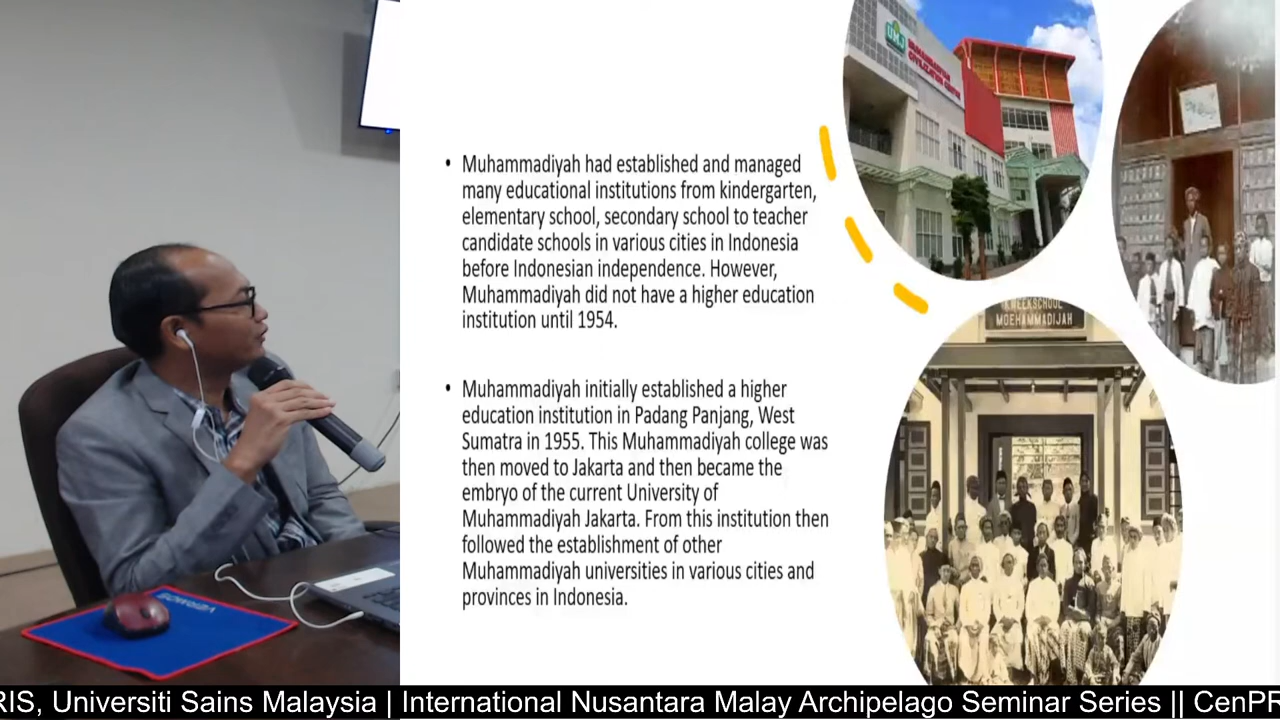 UMJ
• Muhammadiyah had established and managed
many educational institutions from kindergarten,
elementary school, secondary school to teacher
candidate schools in various cities in Indonesia
before Indonesian independence. However,
Muhammadiyah did not have a higher education
institution until 1954.
• Muhammadiyah initially established a higher
education institution in Padang Panjang, West
Sumatra in 1955. This Muhammadiyah college was
then moved to Jakarta and then became the
embryo of the current University of
Muhammadiyah Jakarta. From this institution then
followed the establishment of other
Muhammadiyah universities in various cities and
provinces in Indonesia.
MOEHAMMADIJAH
RIS, Universiti Sains Malaysia | International Nusantara Malay Archipelago Seminar Series || CenPR